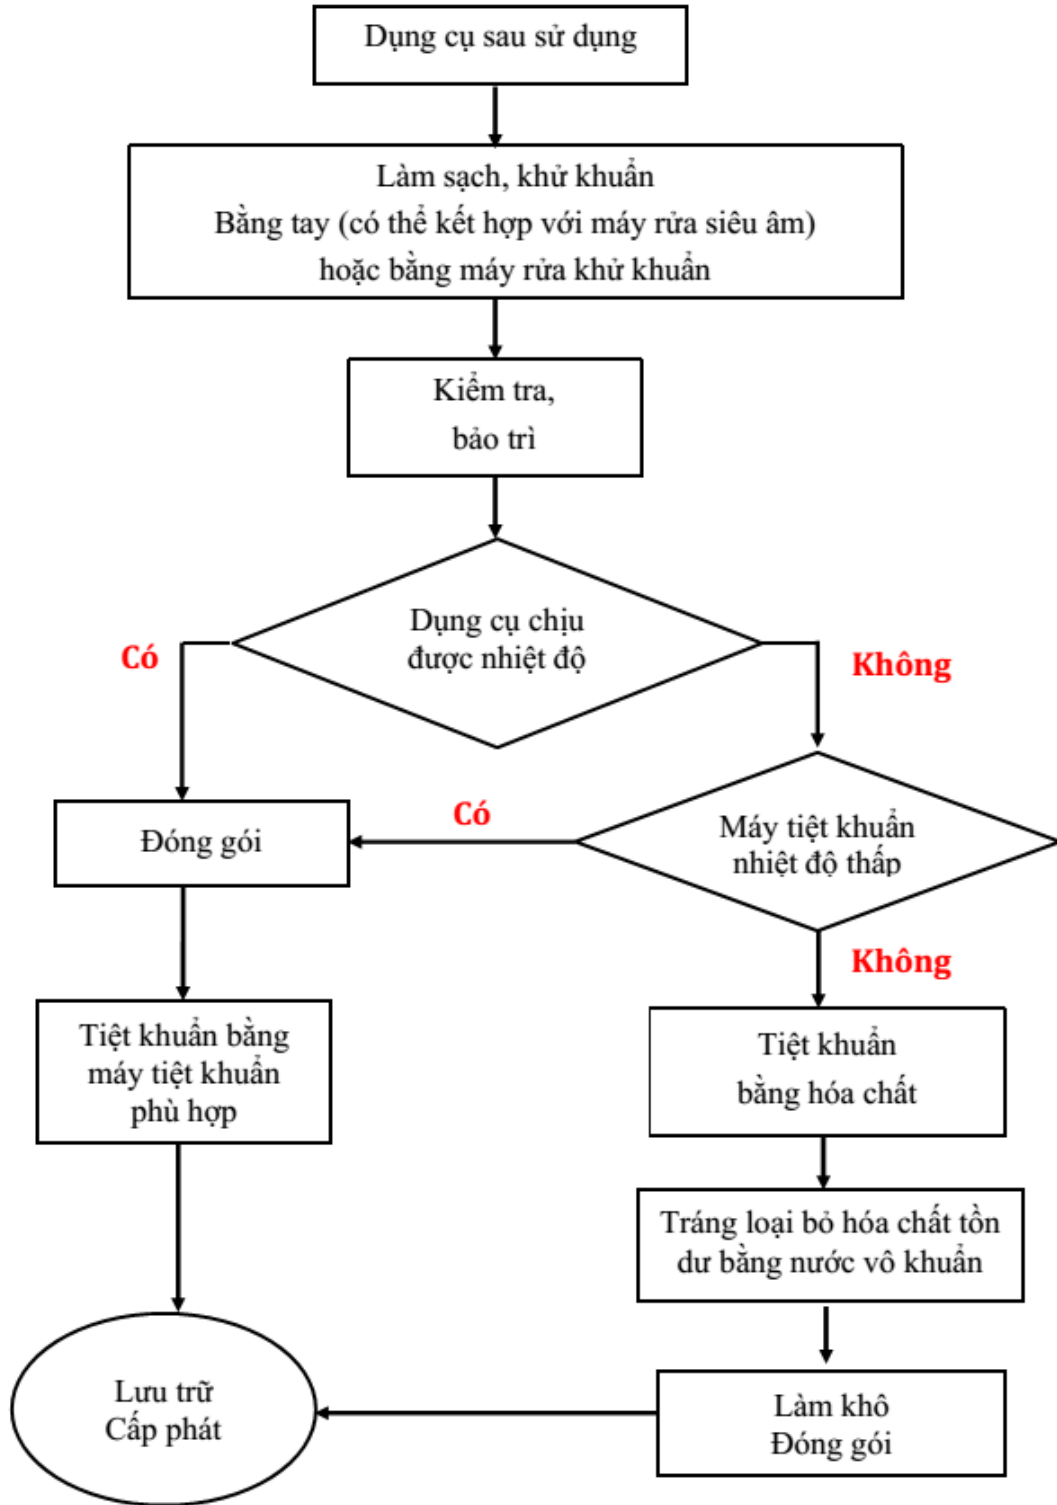 Dụng cụ sau sử dụng
Làm sạch, khử khuẩn
Bằng tay (có thể kết hợp với máy rửa siêu âm)
hoặc bằng máy rửa khử khuẩn
Kiểm tra,
bảo trì
Dụng cụ chịu
được nhiệt độ
Có
Không
Đóng gói
Có
Máy tiệt khuẩn
nhiệt độ thấp
Không
Tiệt khuẩn bằng
máy tiệt khuẩn
phù hợp
Tiệt khuẩn
bằng hóa chất
Tráng loại bỏ hóa chất tồn
dư bằng nước vô khuẩn
Lưu trữ
Cấp phát
Làm khô
Đóng gói